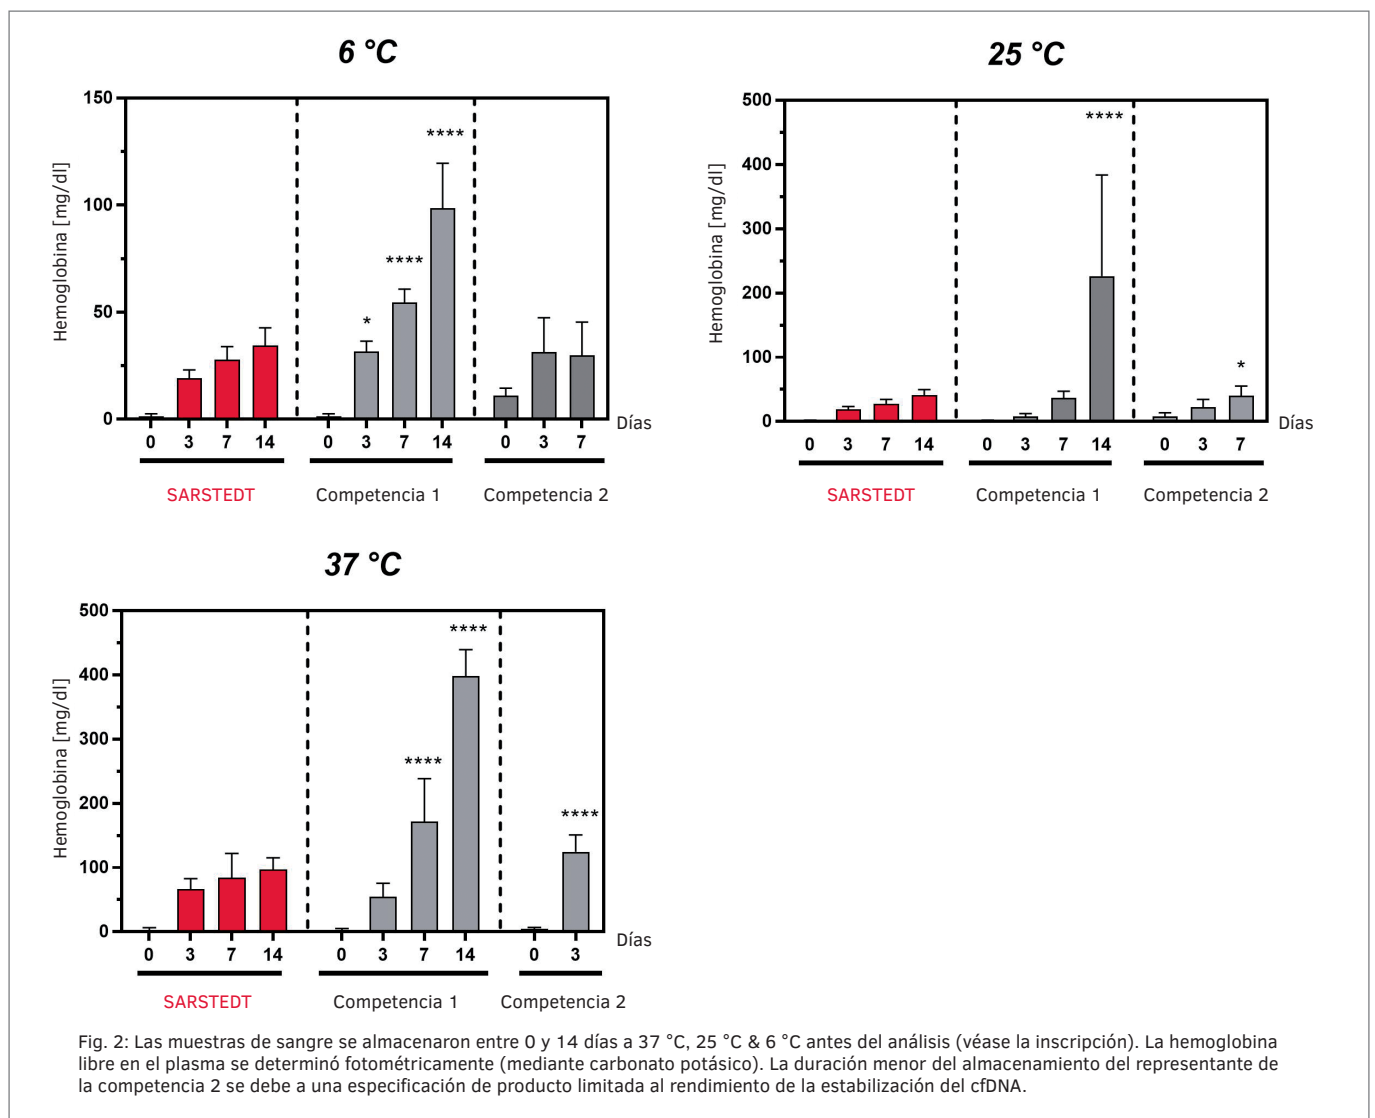 6 °C
150
100
50
0
Hemoglobina [mg/dl]
*
****
****
0 3 7 14 0 3 7 14 0 3 7
Días
SARSTEDT Competencia 1 Competencia 2
25 °C
500
400
300
200
100
0
Hemoglobina [mg/dl]
****
*
0 3 7 14 0 3 7 14 0 3 7
Días
SARSTEDT Competencia 1 Competencia 2
37 °C
500
400
300
200
100
0
Hemoglobina [mg/dl]
****
****
****
0 3 7 14 0 3 7 14 0 3
Días
SARSTEDT Competencia 1 Competencia 2
Fig. 2: Las muestras de sangre se almacenaron entre 0 y 14 días a 37 °C, 25 °C & 6 °C antes del análisis (véase la inscripción). La hemoglobina
libre en el plasma se determinó fotométricamente (mediante carbonato potásico). La duración menor del almacenamiento del representante de
la competencia 2 se debe a una especificación de producto limitada al rendimiento de la estabilización del cfDNA.